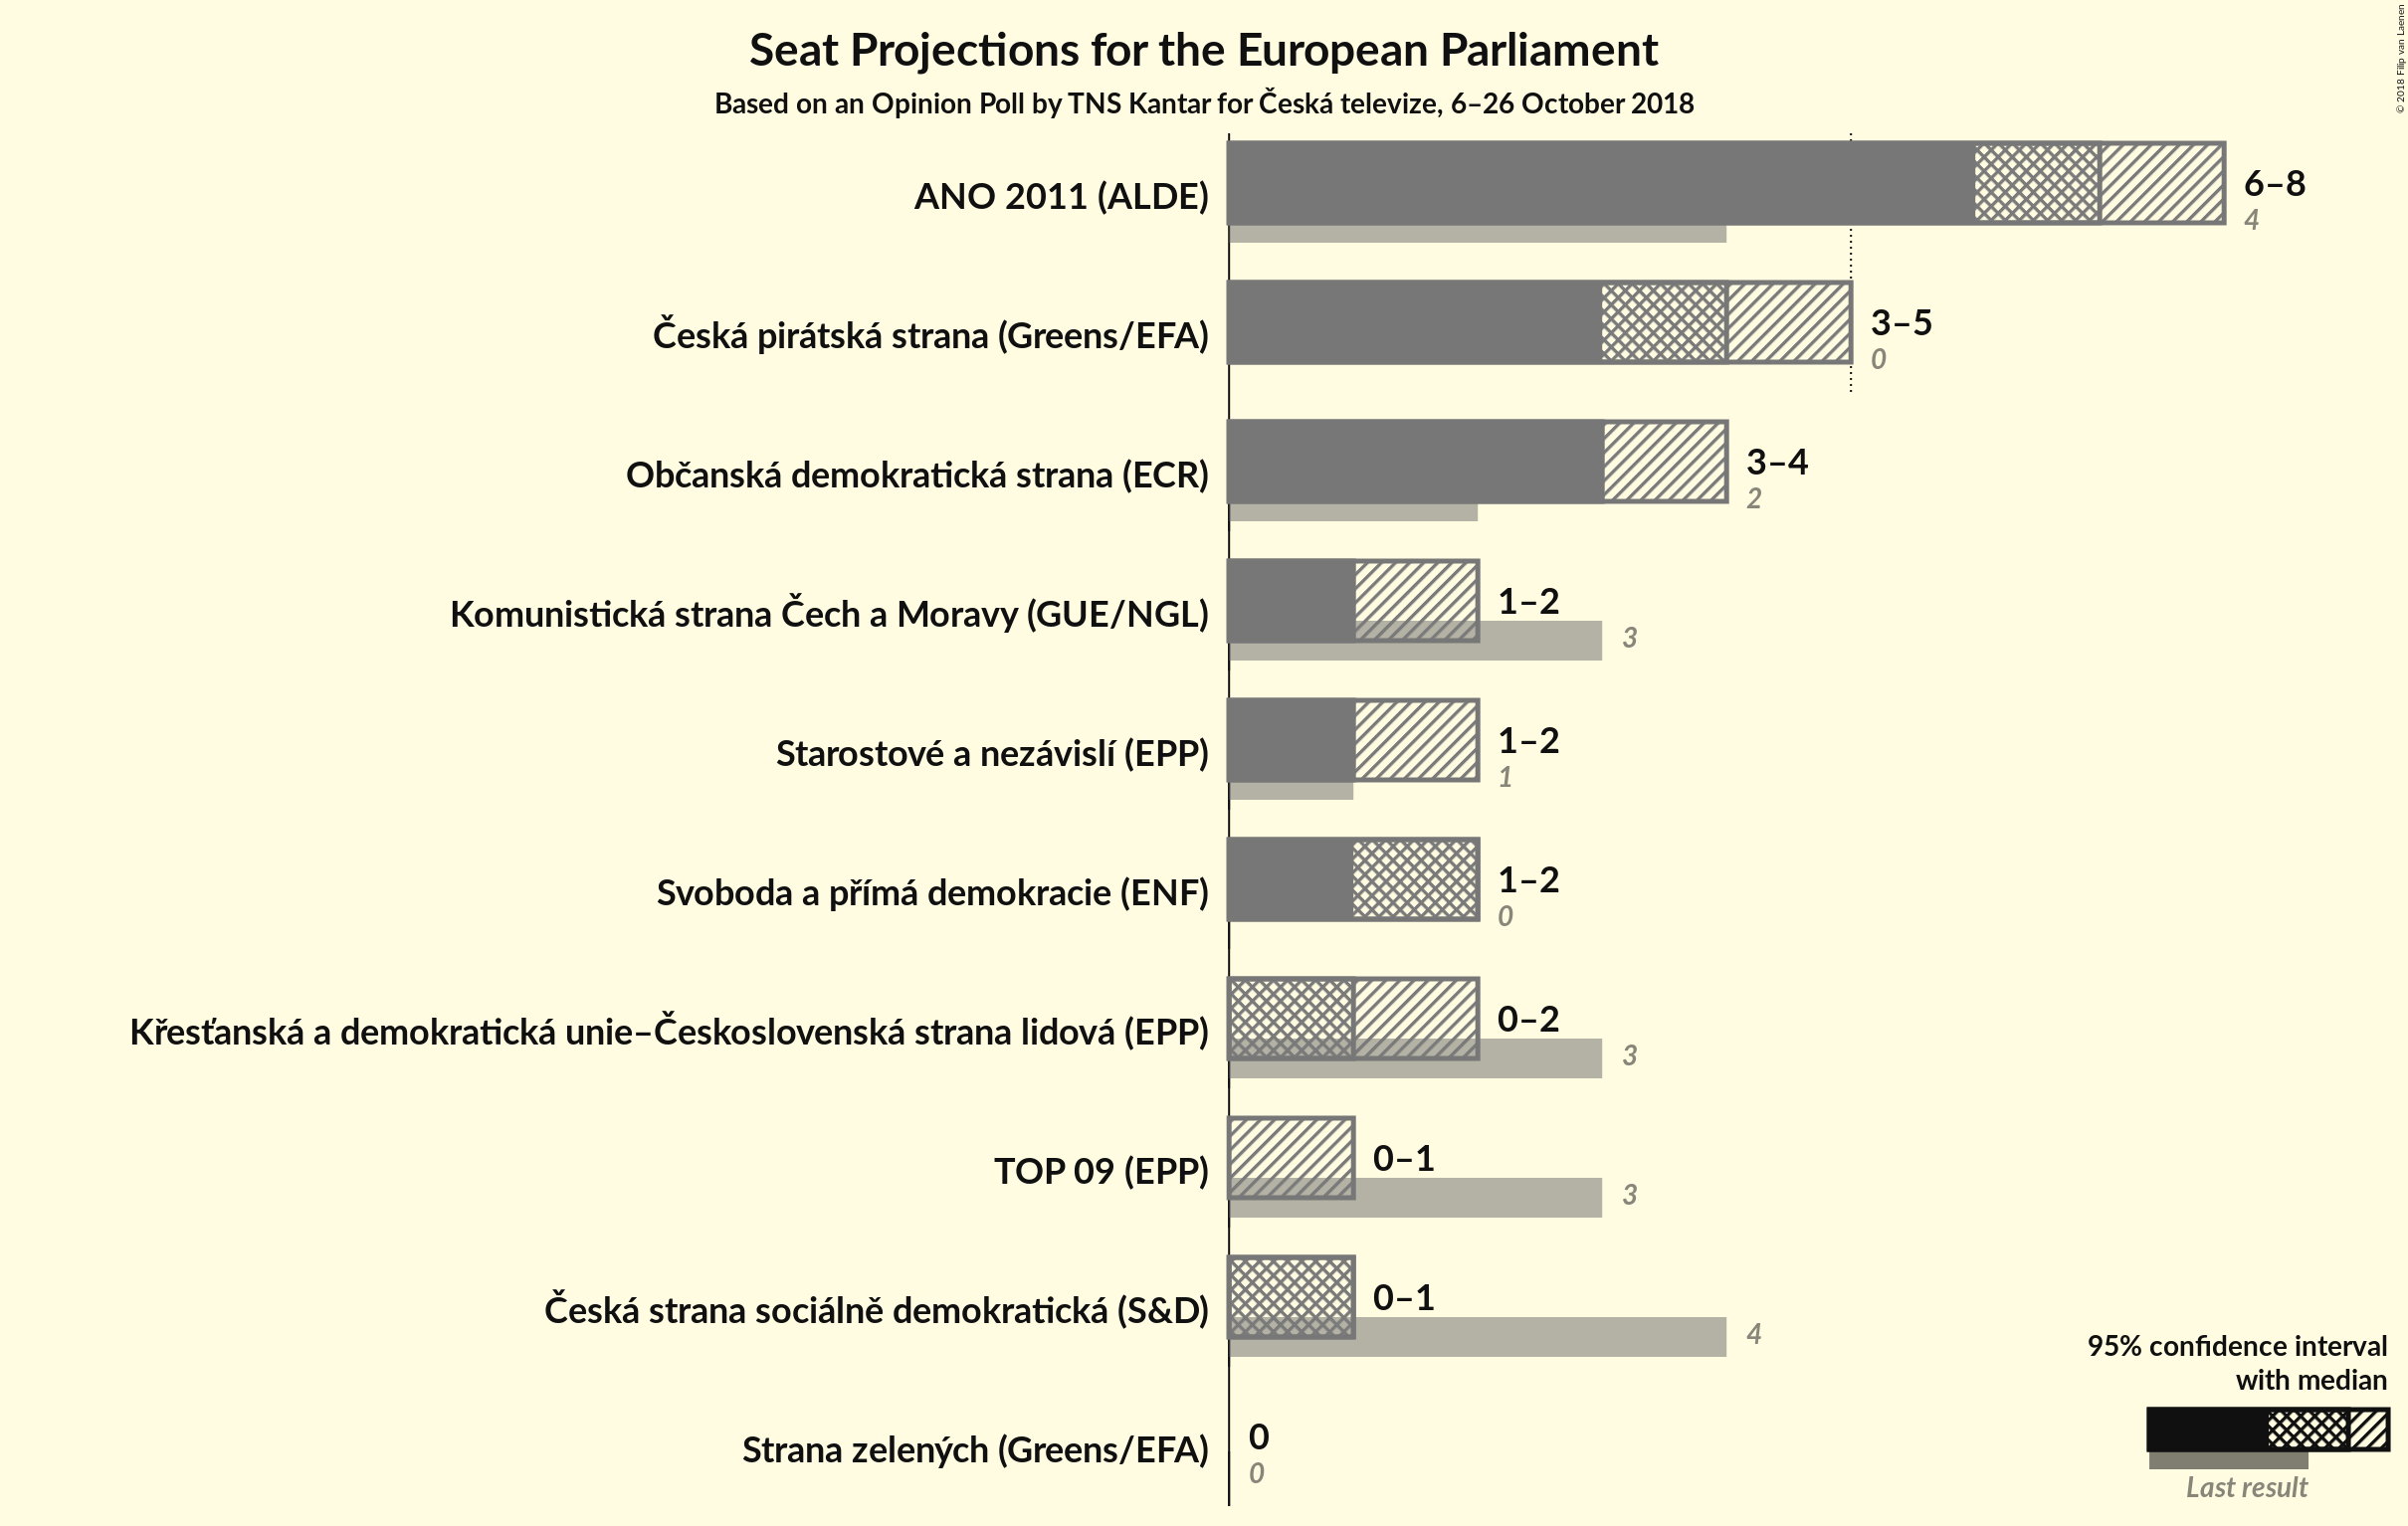 Seat Projections for the European Parliament
Based on an Opinion Poll by TNS Kantar for Česká televize, 6–26 October 2018
© 2018 Filip van Laenen
ANO 2011 (ALDE)
6–8
4
Česká pirátská strana (Greens/EFA)
3–5
0
Občanská demokratická strana (ECR)
3–4
2
Komunistická strana Čech a Moravy (GUE/NGL)
1–2
3
Starostové a nezávislí (EPP)
1–2
1
Svoboda a přímá demokracie (ENF)
1–2
0
Křesťanská a demokratická unie–Československá strana lidová (EPP)
0–2
3
TOP 09 (EPP)
0–1
3
Česká strana sociálně demokratická (S&D)
0–1
4
Strana zelených (Greens/EFA)
0
0
95% confidence interval
with median
Last result